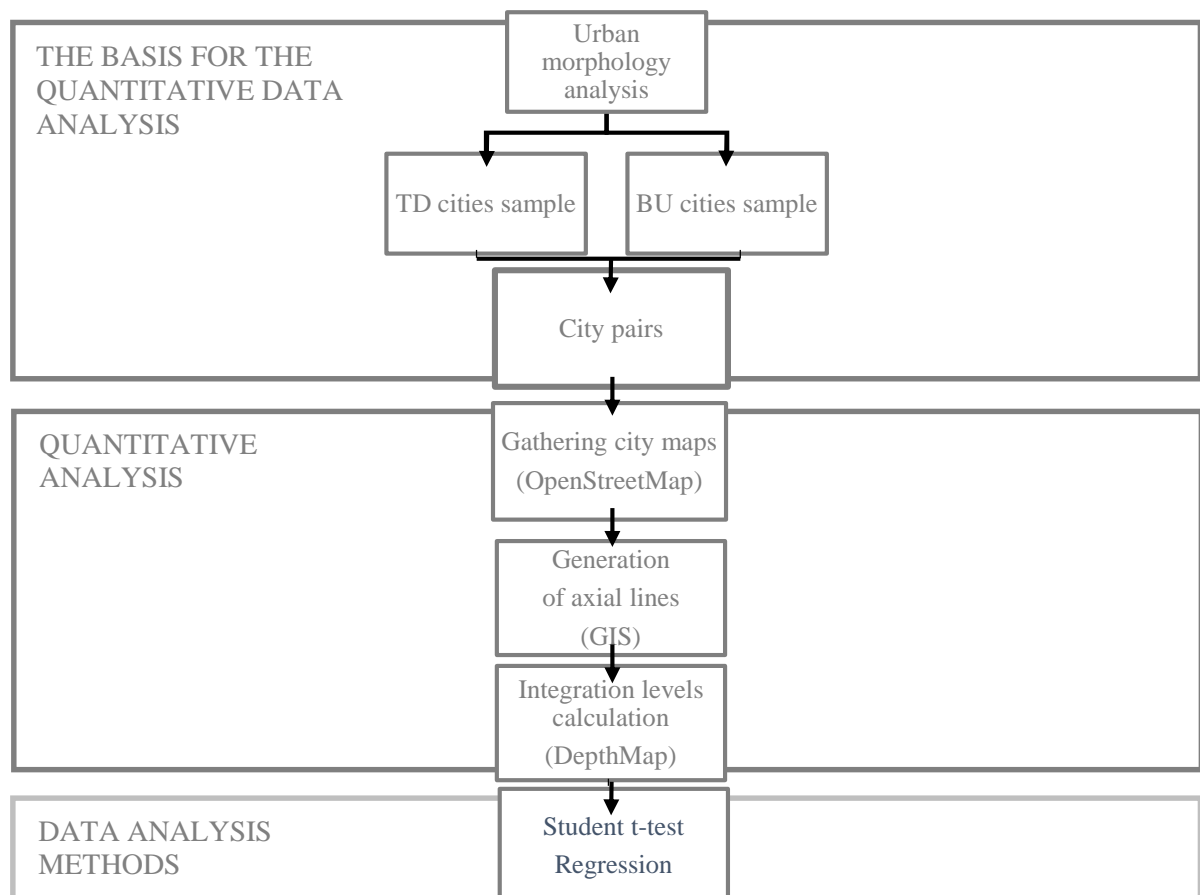 THE BASIS FOR THE
QUANTITATIVE DATA
ANALYSIS
Urban
morphology
analysis
TD cities sample
BU cities sample
City pairs
QUANTITATIVE
ANALYSIS
Gathering city maps
(OpenStreetMap)
Generation
of axial lines
(GIS)
Integration levels
calculation
(DepthMap)
DATA ANALYSIS
METHODS
Student t-test
Regression